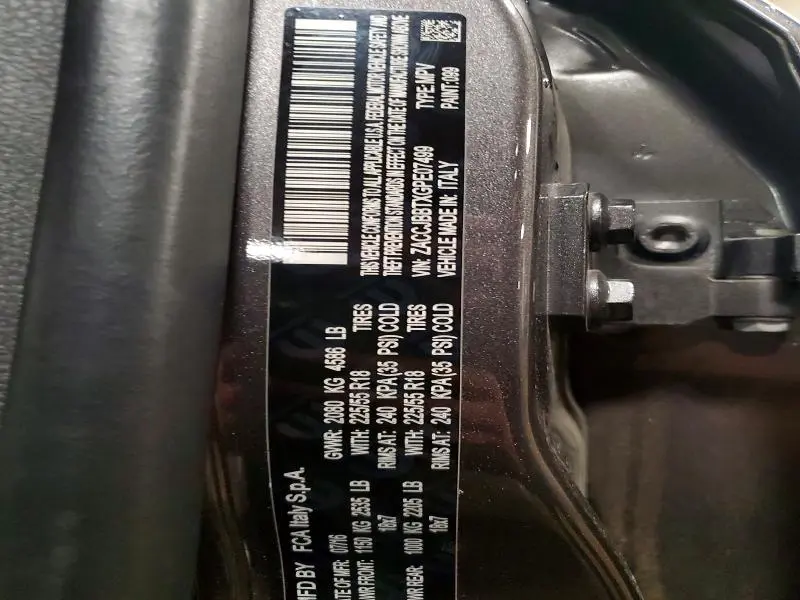 MFD BY FCA Italy S.p.A.
DATE OF MFR: 07/16 GVWR: 2080 KG 4586 LB
GAWR FRONT: 1150 KG 2535 LB WITH: 225/55 R18 TIRES
18x7 RIMS AT: 240 KPA(35 PSI) COLD
GAWR REAR: 1000 KG 2205 LB WITH: 225/55 R18 TIRES
18x7 RIMS AT: 240 KPA(35 PSI) COLD
THIS VEHICLE CONFORMS TO ALL APPLICABLE U.S.A. FEDERAL MOTOR VEHICLE SAFETY AND
THEFT PREVENTION STANDARDS IN EFFECT ON THE DATE OF MANUFACTURE SHOWN ABOVE
VIN: ZACCJBBTXGPE07499 TYPE: MPV
VEHICLE MADE IN: ITALY PAINT: 099